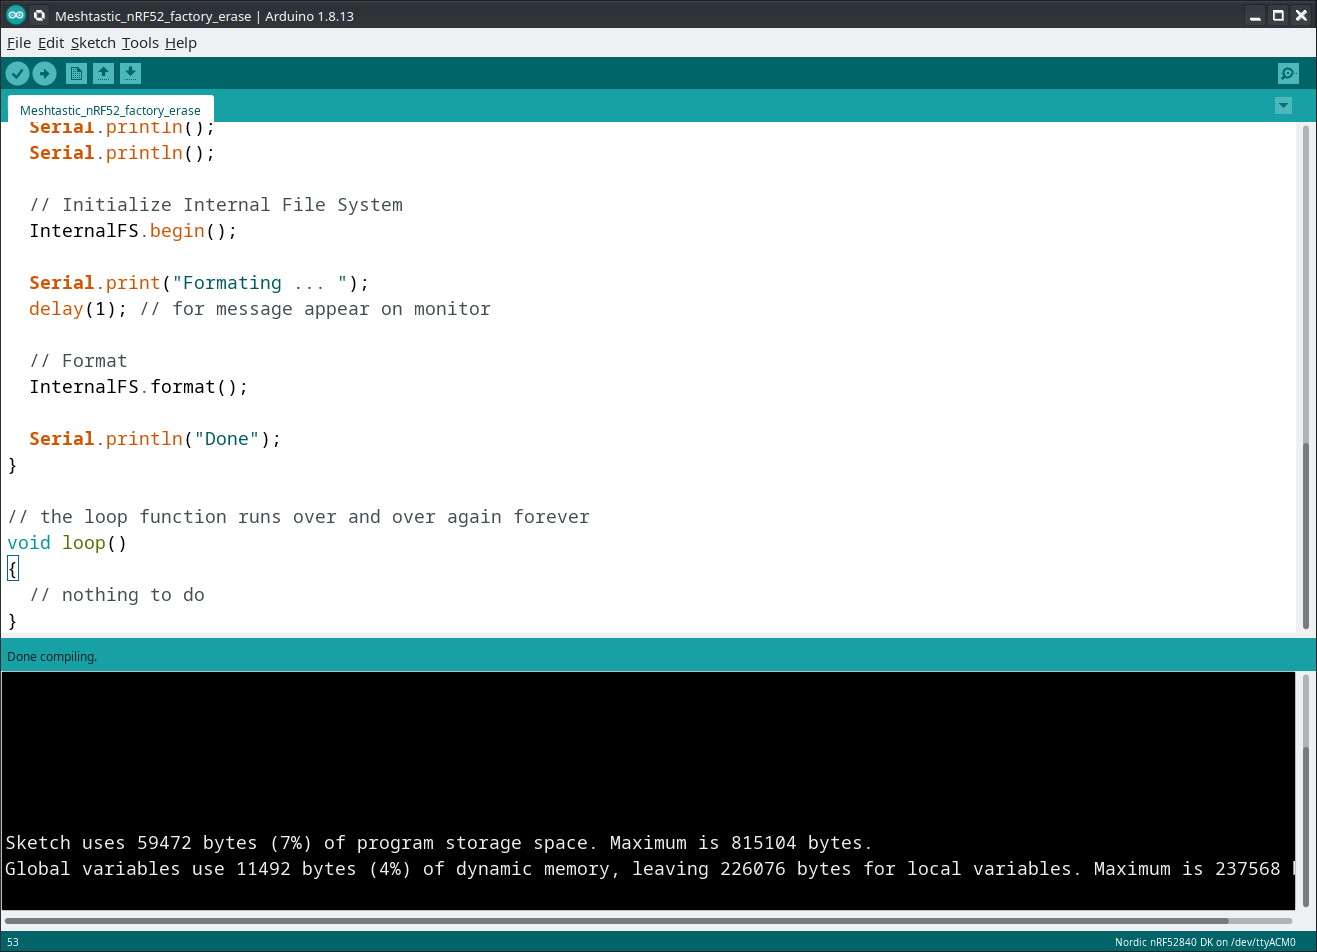 Meshtastic_nRF52_factory_erase | Arduino 1.8.13
File Edit Sketch Tools Help
Meshtastic_nRF52_factory_erase
Serial.println();
Serial.println();
// Initialize Internal File System
InternalFS.begin();
Serial.print("Formating ... ");
delay(1); // for message appear on monitor
// Format
InternalFS.format();
Serial.println("Done");
}
// the loop function runs over and over again forever
void loop()
{
// nothing to do
}
Done compiling.
Sketch uses 59472 bytes (7%) of program storage space. Maximum is 815104 bytes.
Global variables use 11492 bytes (4%) of dynamic memory, leaving 226076 bytes for local variables. Maximum is 237568
53
Nordic nRF52840 DK on /dev/ttyACM0